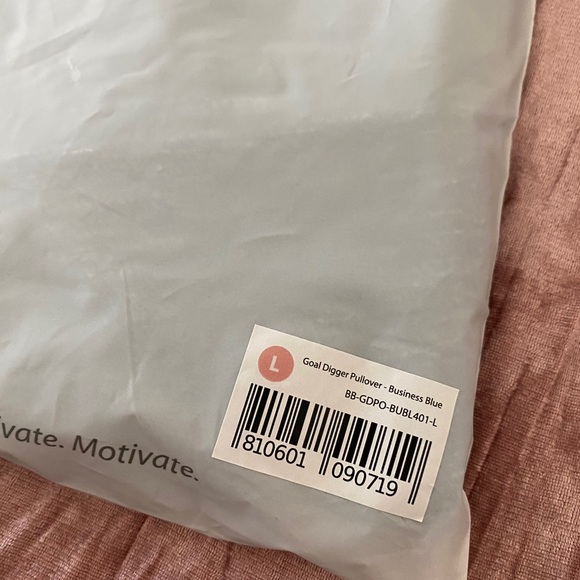 vate. Motivate.
L
Goal Digger Pullover - Business Blue
BB-GDPO-BUBL401-L
810601 090719